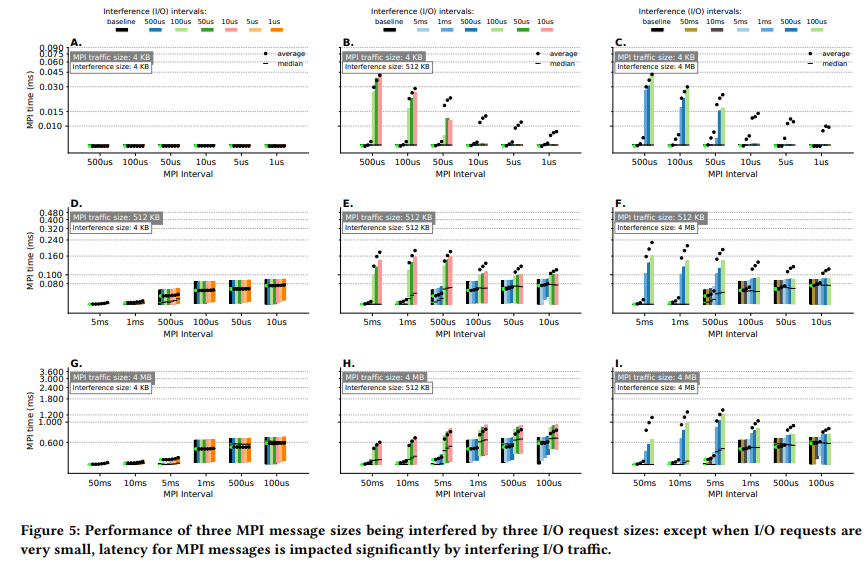 Interference (I/O) intervals:
baseline 500us 100us 50us 10us 5us 1us
Interference (I/O) intervals:
baseline 5ms 1ms 500us 100us 50us 10us
Interference (I/O) intervals:
baseline 50ms 10ms 5ms 1ms 500us 100us
A.
MPI traffic size: 4 KB
Interference size: 4 KB
average
median
0.090
0.075
0.060
0.045
0.030
0.015
0.010
MPI time (ms)
500us 100us 50us 10us 5us 1us
MPI Interval
B.
MPI traffic size: 4 KB
Interference size: 512 KB
average
median
500us 100us 50us 10us 5us 1us
MPI Interval
C.
MPI traffic size: 4 KB
Interference size: 4 MB
average
median
500us 100us 50us 10us 5us 1us
MPI Interval
D.
MPI traffic size: 512 KB
Interference size: 4 KB
0.480
0.400
0.320
0.240
0.160
0.100
0.080
MPI time (ms)
5ms 1ms 500us 100us 50us 10us
MPI Interval
E.
MPI traffic size: 512 KB
Interference size: 512 KB
5ms 1ms 500us 100us 50us 10us
MPI Interval
F.
MPI traffic size: 512 KB
Interference size: 4 MB
5ms 1ms 500us 100us 50us 10us
MPI Interval
G.
MPI traffic size: 4 MB
Interference size: 4 KB
3.600
3.000
2.400
1.800
1.200
1.000
0.600
MPI time (ms)
50ms 10ms 5ms 1ms 500us 100us
MPI Interval
H.
MPI traffic size: 4 MB
Interference size: 512 KB
50ms 10ms 5ms 1ms 500us 100us
MPI Interval
I.
MPI traffic size: 4 MB
Interference size: 4 MB
50ms 10ms 5ms 1ms 500us 100us
MPI Interval
Figure 5: Performance of three MPI message sizes being interfered by three I/O request sizes: except when I/O requests are
very small, latency for MPI messages is impacted significantly by interfering I/O traffic.